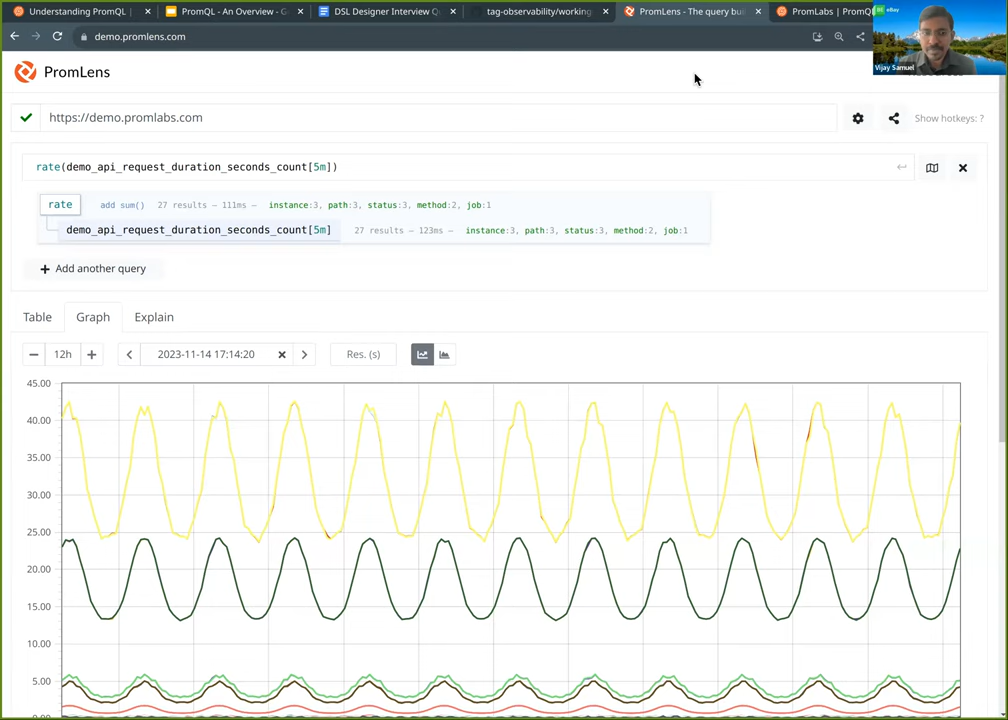 Understanding PromQL
PromQL - An Overview - G
DSL Designer Interview Q
tag-observability/working
PromLens - The query bu
PromLabs | PromQ
eBay
demo.promlens.com
Vijay Samuel
PromLens
https://demo.promlabs.com
Show hotkeys: ?
rate(demo_api_request_duration_seconds_count[5m])
rate add sum() 27 results – 111ms – instance:3, path:3, status:3, method:2, job:1
demo_api_request_duration_seconds_count[5m] 27 results – 123ms – instance:3, path:3, status:3, method:2, job:1
+ Add another query
Table Graph Explain
− 12h + < 2023-11-14 17:14:20 × > Res. (s)
45.00
40.00
35.00
30.00
25.00
20.00
15.00
10.00
5.00
0.00